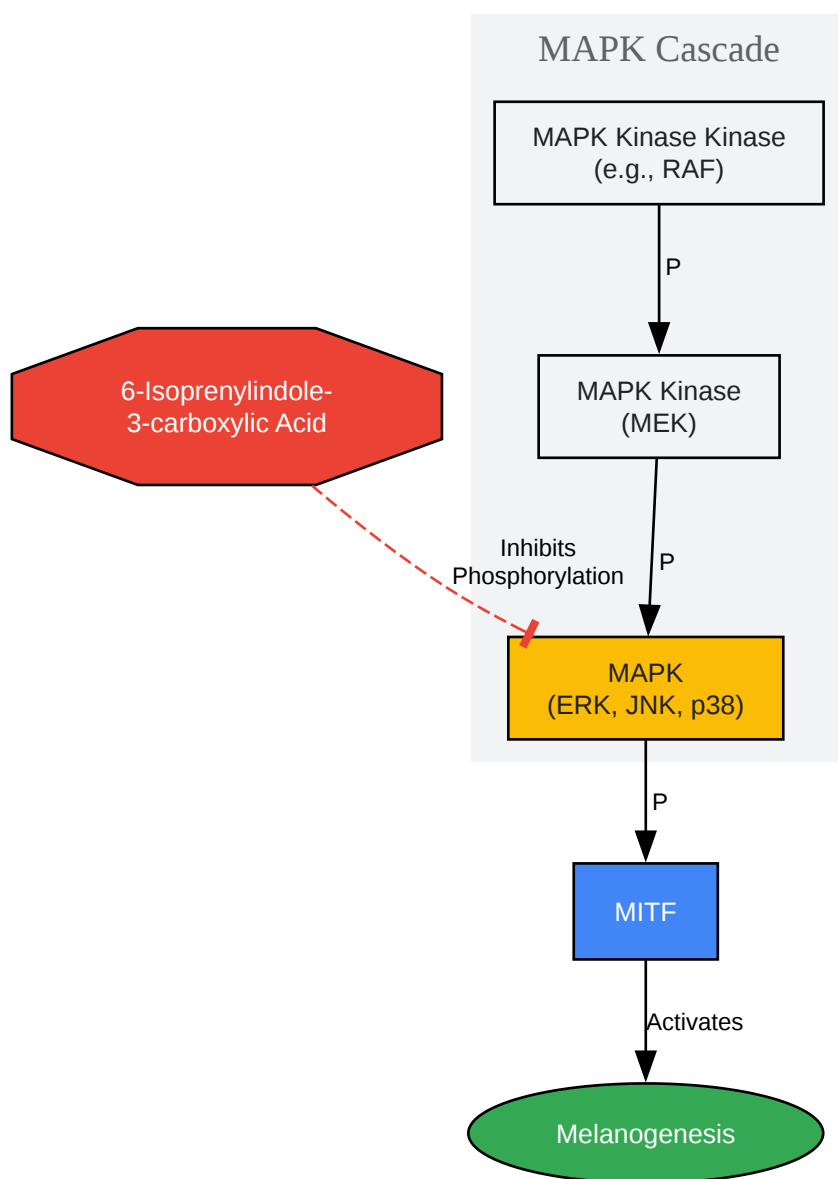 MAPK Cascade
MAPK Kinase Kinase
(e.g., RAF)
P
6-Isoprenylindole-
3-carboxylic Acid
MAPK Kinase
(MEK)
Inhibits
Phosphorylation
P
MAPK
(ERK, JNK, p38)
P
MITF
Activates
Melanogenesis